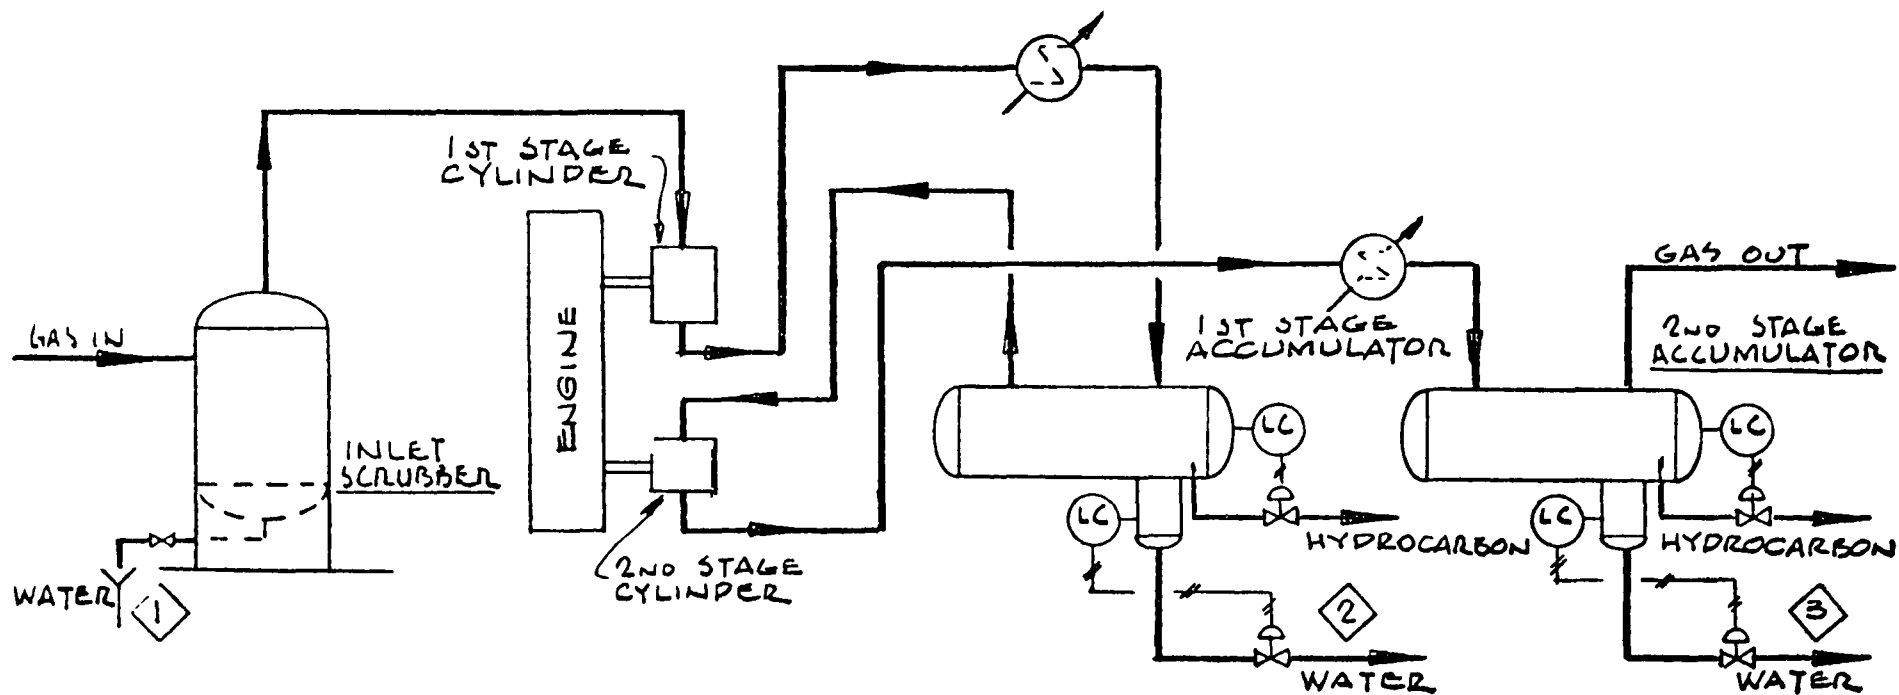 1ST STAGE
CYLINDER
GAS IN
ENGINE
INLET
SCRUBBER
WATER
1
2ND STAGE
CYLINDER
1ST STAGE
ACCUMULATOR
LC
LC
HYDROCARBON
2
WATER
GAS OUT
2ND STAGE
ACCUMULATOR
LC
LC
HYDROCARBON
3
WATER